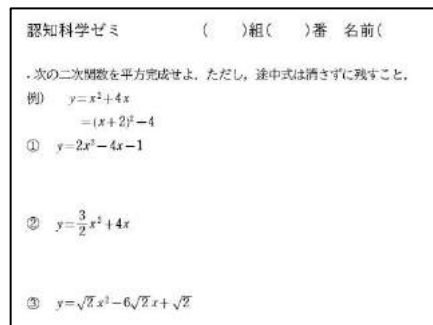 認知科学ゼミ (　)組(　)番 名前(
.次の二次関数を平方完成せよ。ただし、途中式は消さずに残すこと。
例) y=x²+4x
=(x+2)²−4
① y=2x²−4x−1
② y=3/2 x²+4x
③ y=√2x²−6√2x+√2